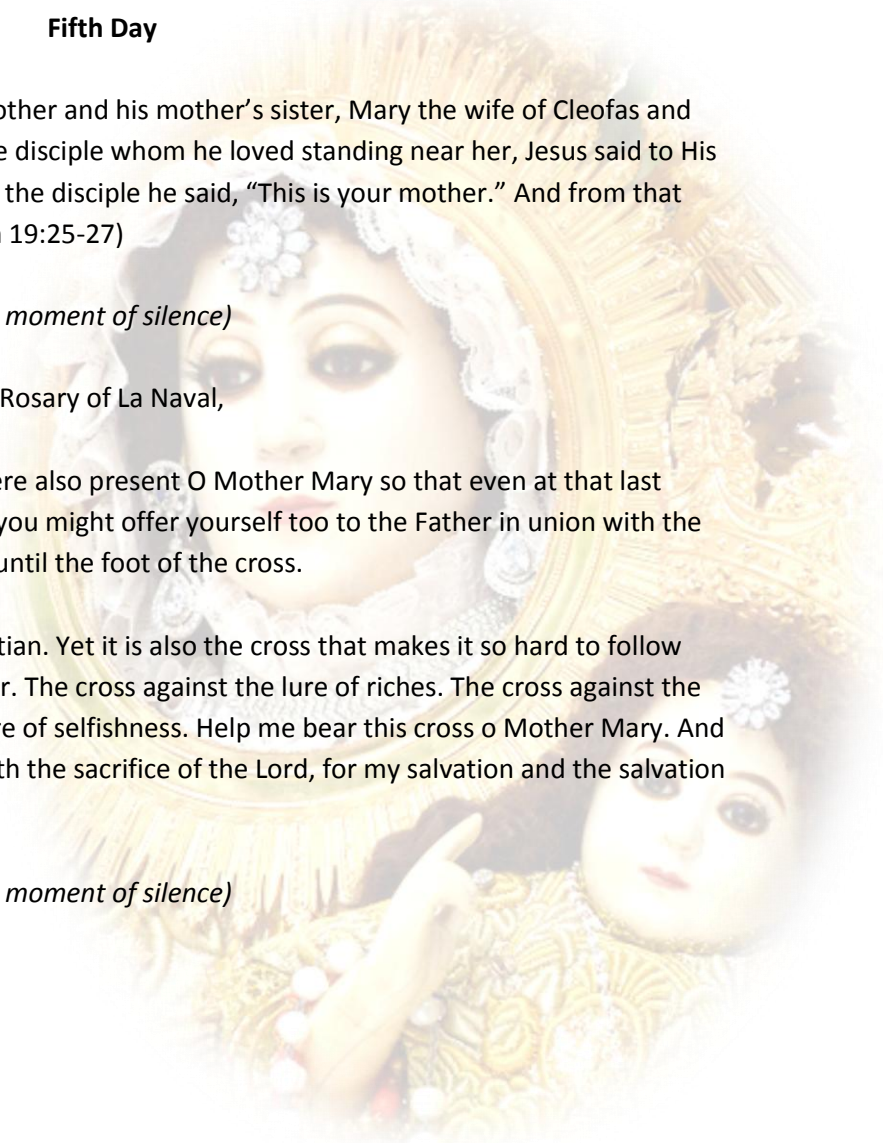 Fifth Day
other and his mother’s sister, Mary the wife of Cleofas and
e disciple whom he loved standing near her, Jesus said to His
the disciple he said, “This is your mother.” And from that
19:25-27)
moment of silence)
Rosary of La Naval,
ere also present O Mother Mary so that even at that last
you might offer yourself too to the Father in union with the
until the foot of the cross.
tian. Yet it is also the cross that makes it so hard to follow
r. The cross against the lure of riches. The cross against the
re of selfishness. Help me bear this cross o Mother Mary. And
th the sacrifice of the Lord, for my salvation and the salvation
moment of silence)